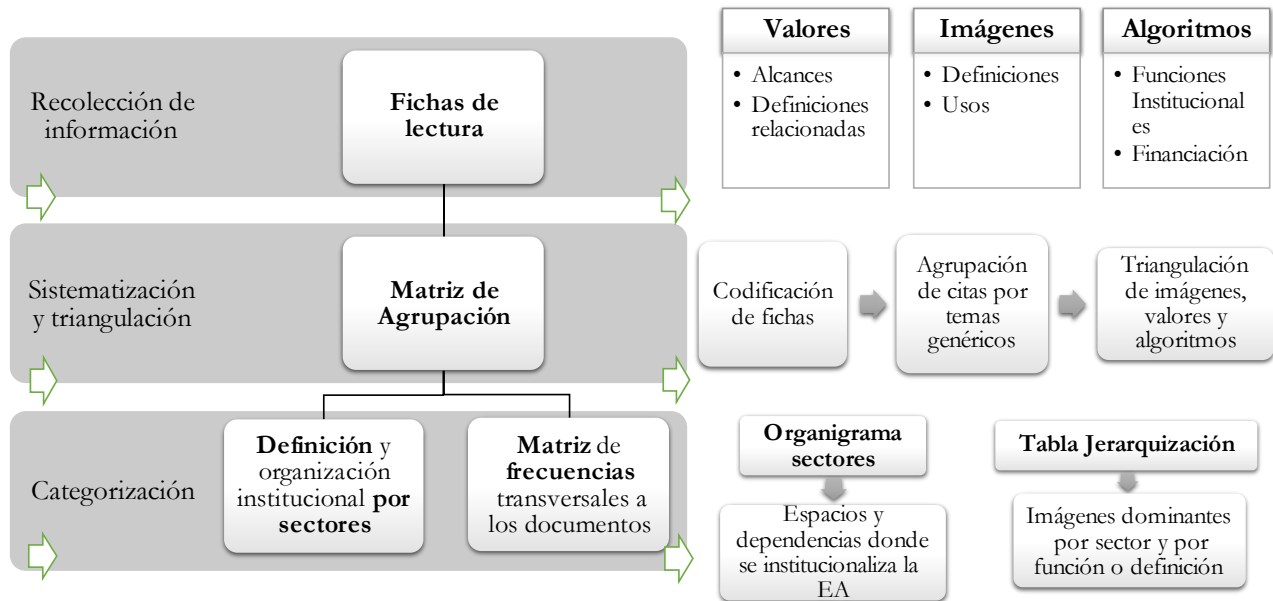 Recolección de
información
Fichas de
lectura
Valores
• Alcances
• Definiciones
relacionadas
Imágenes
• Definiciones
• Usos
Algoritmos
• Funciones
Institucional
es
• Financiación
Sistematización
y triangulación
Matriz de
Agrupación
Codificación
de fichas
Agrupación
de citas por
temas
genéricos
Triangulación
de imágenes,
valores y
algoritmos
Categorización
Definición y
organización
institucional por
sectores
Matriz de
frecuencias
transversales a
los documentos
Organigrama
sectores
Espacios y
dependencias donde
se institucionaliza la
EA
Tabla Jerarquización
Imágenes dominantes
por sector y por
función o definición